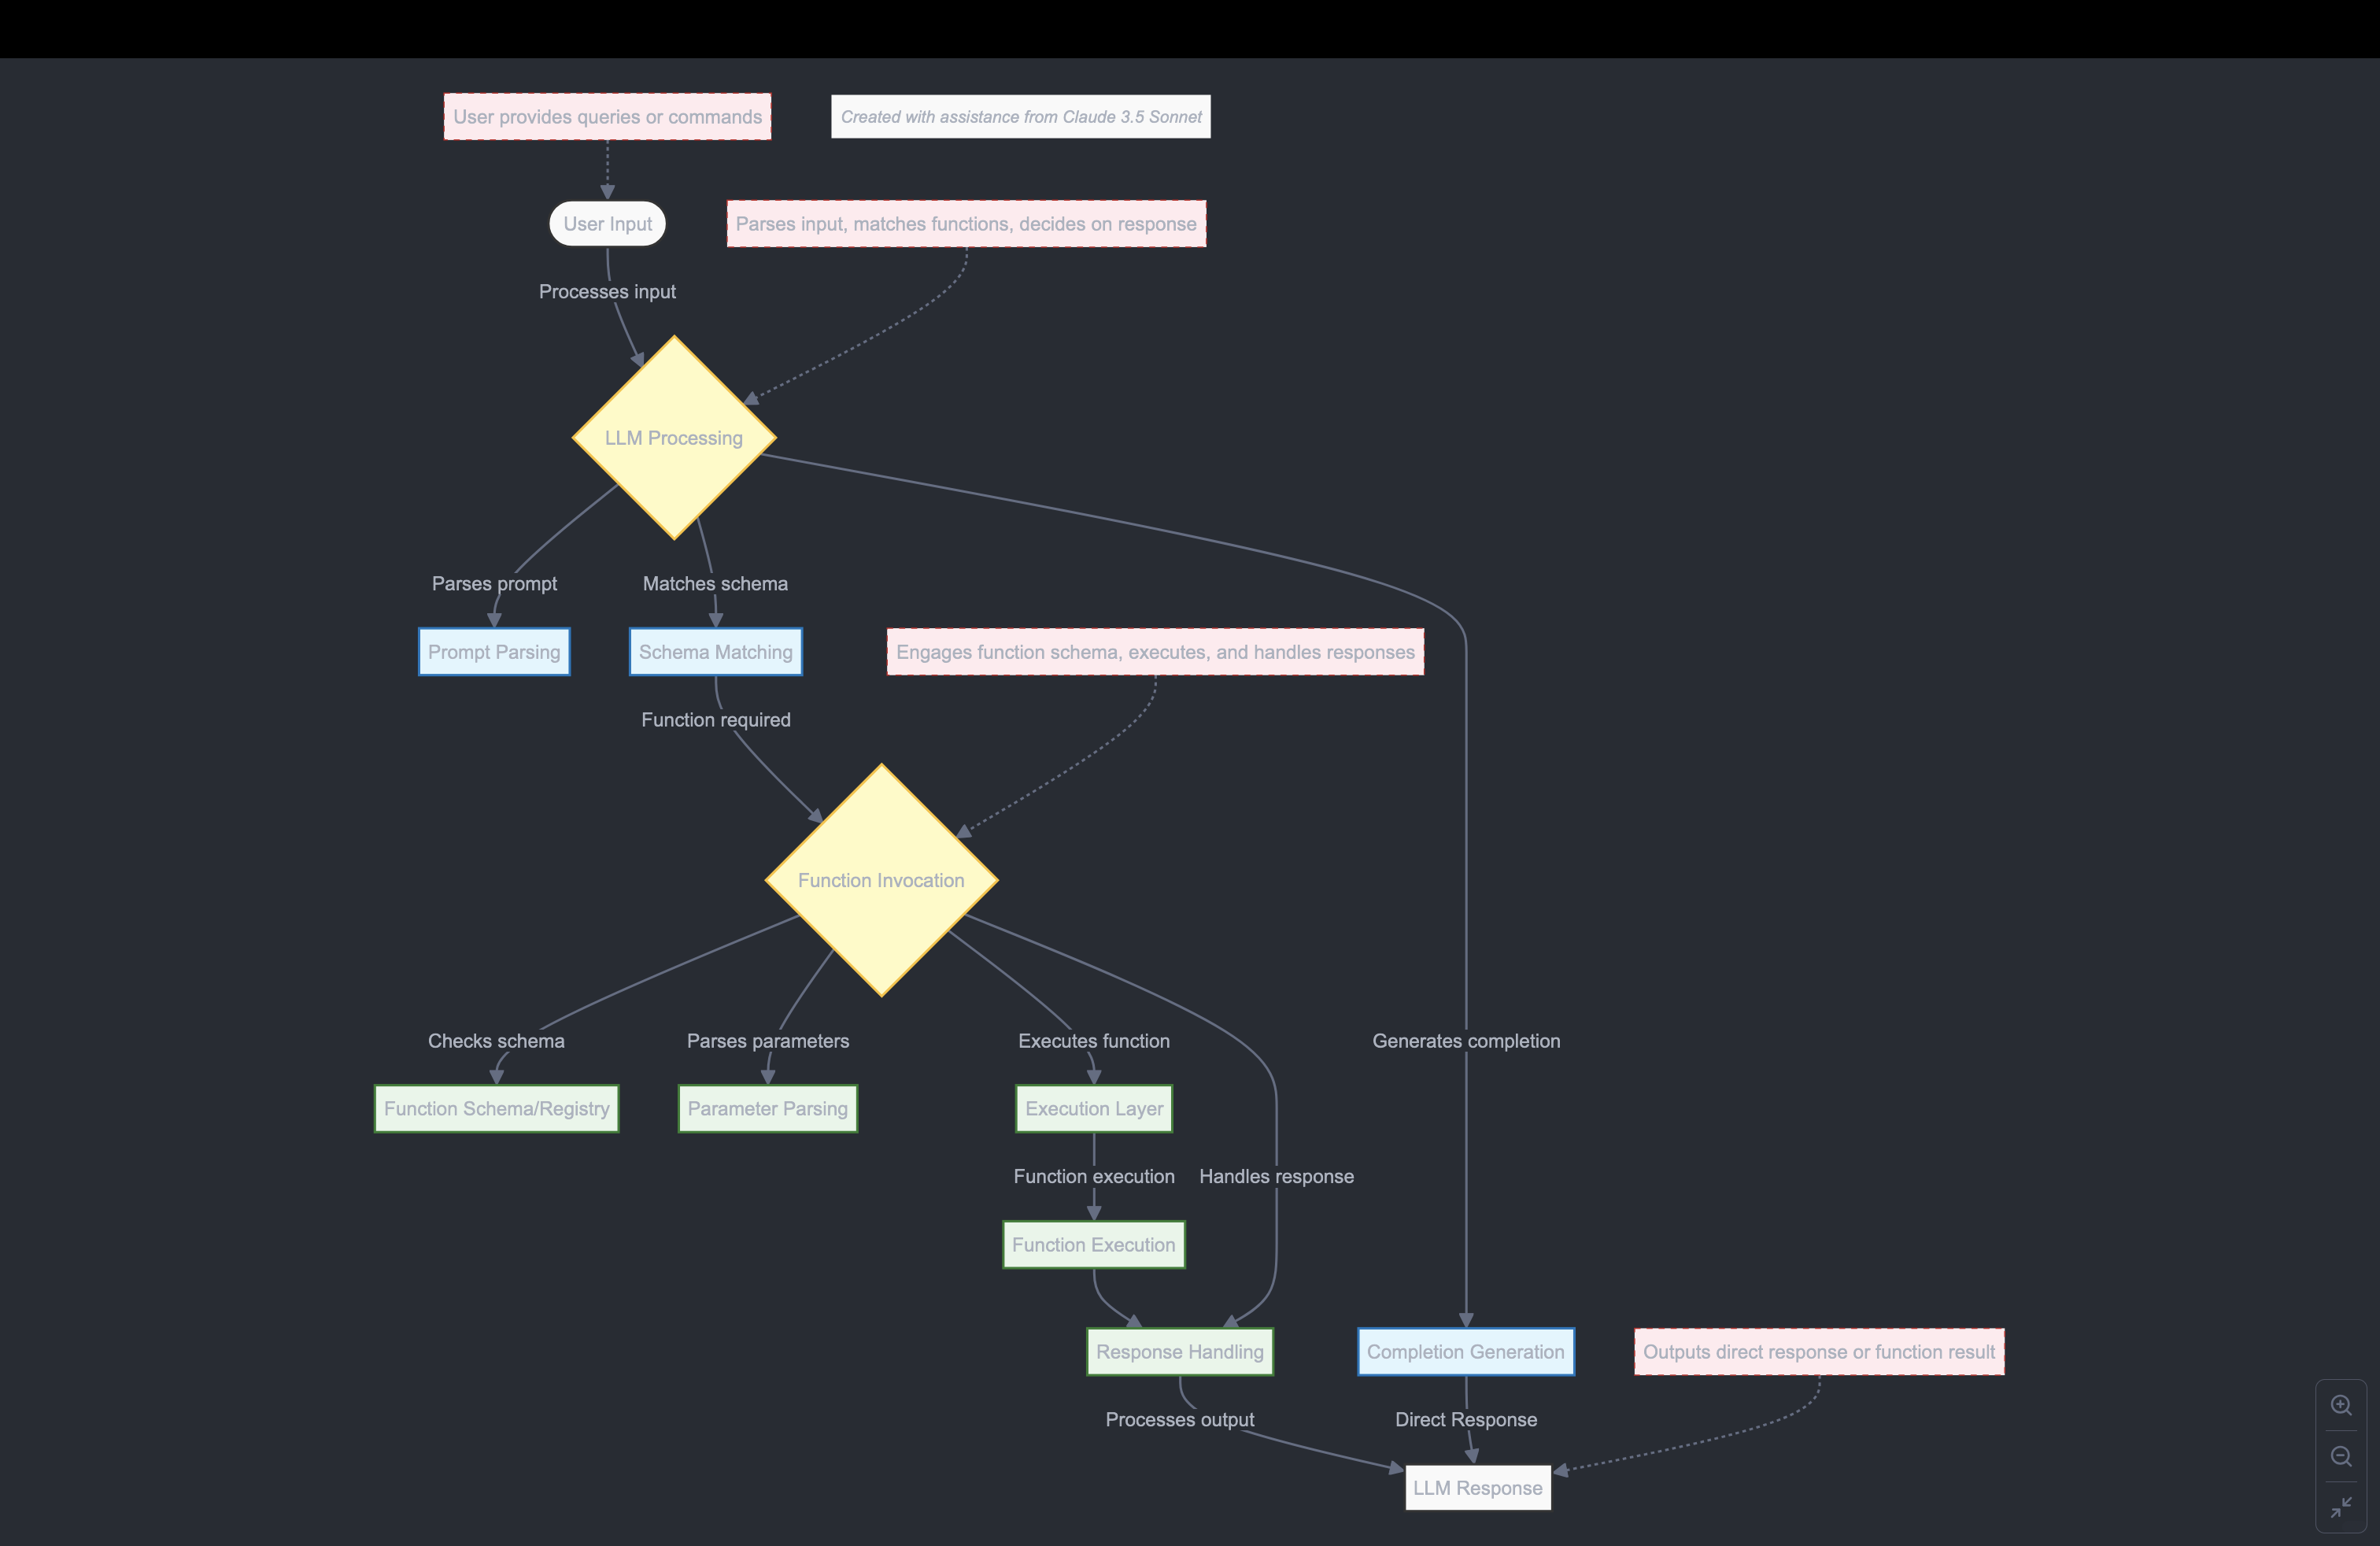 User provides queries or commands
Created with assistance from Claude 3.5 Sonnet
User Input
Parses input, matches functions, decides on response
Processes input
LLM Processing
Parses prompt
Matches schema
Prompt Parsing
Schema Matching
Engages function schema, executes, and handles responses
Function required
Function Invocation
Checks schema
Parses parameters
Executes function
Generates completion
Function Schema/Registry
Parameter Parsing
Execution Layer
Function execution
Handles response
Function Execution
Response Handling
Completion Generation
Outputs direct response or function result
Processes output
Direct Response
LLM Response